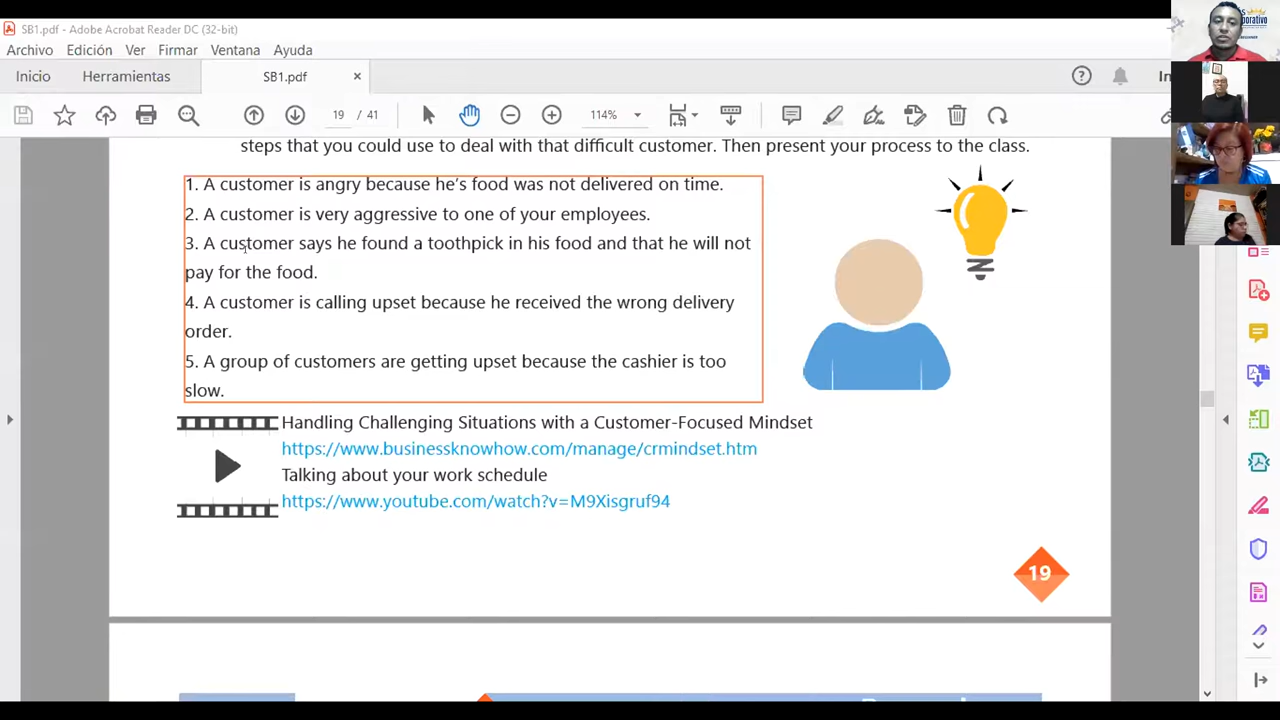 SB1.pdf - Adobe Acrobat Reader DC (32-bit)
Archivo Edición Ver Firmar Ventana Ayuda
Inicio Herramientas SB1.pdf ×
19 / 41 114%
steps that you could use to deal with that difficult customer. Then present your process to the class.
1. A customer is angry because he's food was not delivered on time.
2. A customer is very aggressive to one of your employees.
3. A customer says he found a toothpick in his food and that he will not
pay for the food.
4. A customer is calling upset because he received the wrong delivery
order.
5. A group of customers are getting upset because the cashier is too
slow.
Handling Challenging Situations with a Customer-Focused Mindset
https://www.businessknowhow.com/manage/crmindset.htm
Talking about your work schedule
https://www.youtube.com/watch?v=M9Xisgruf94
19